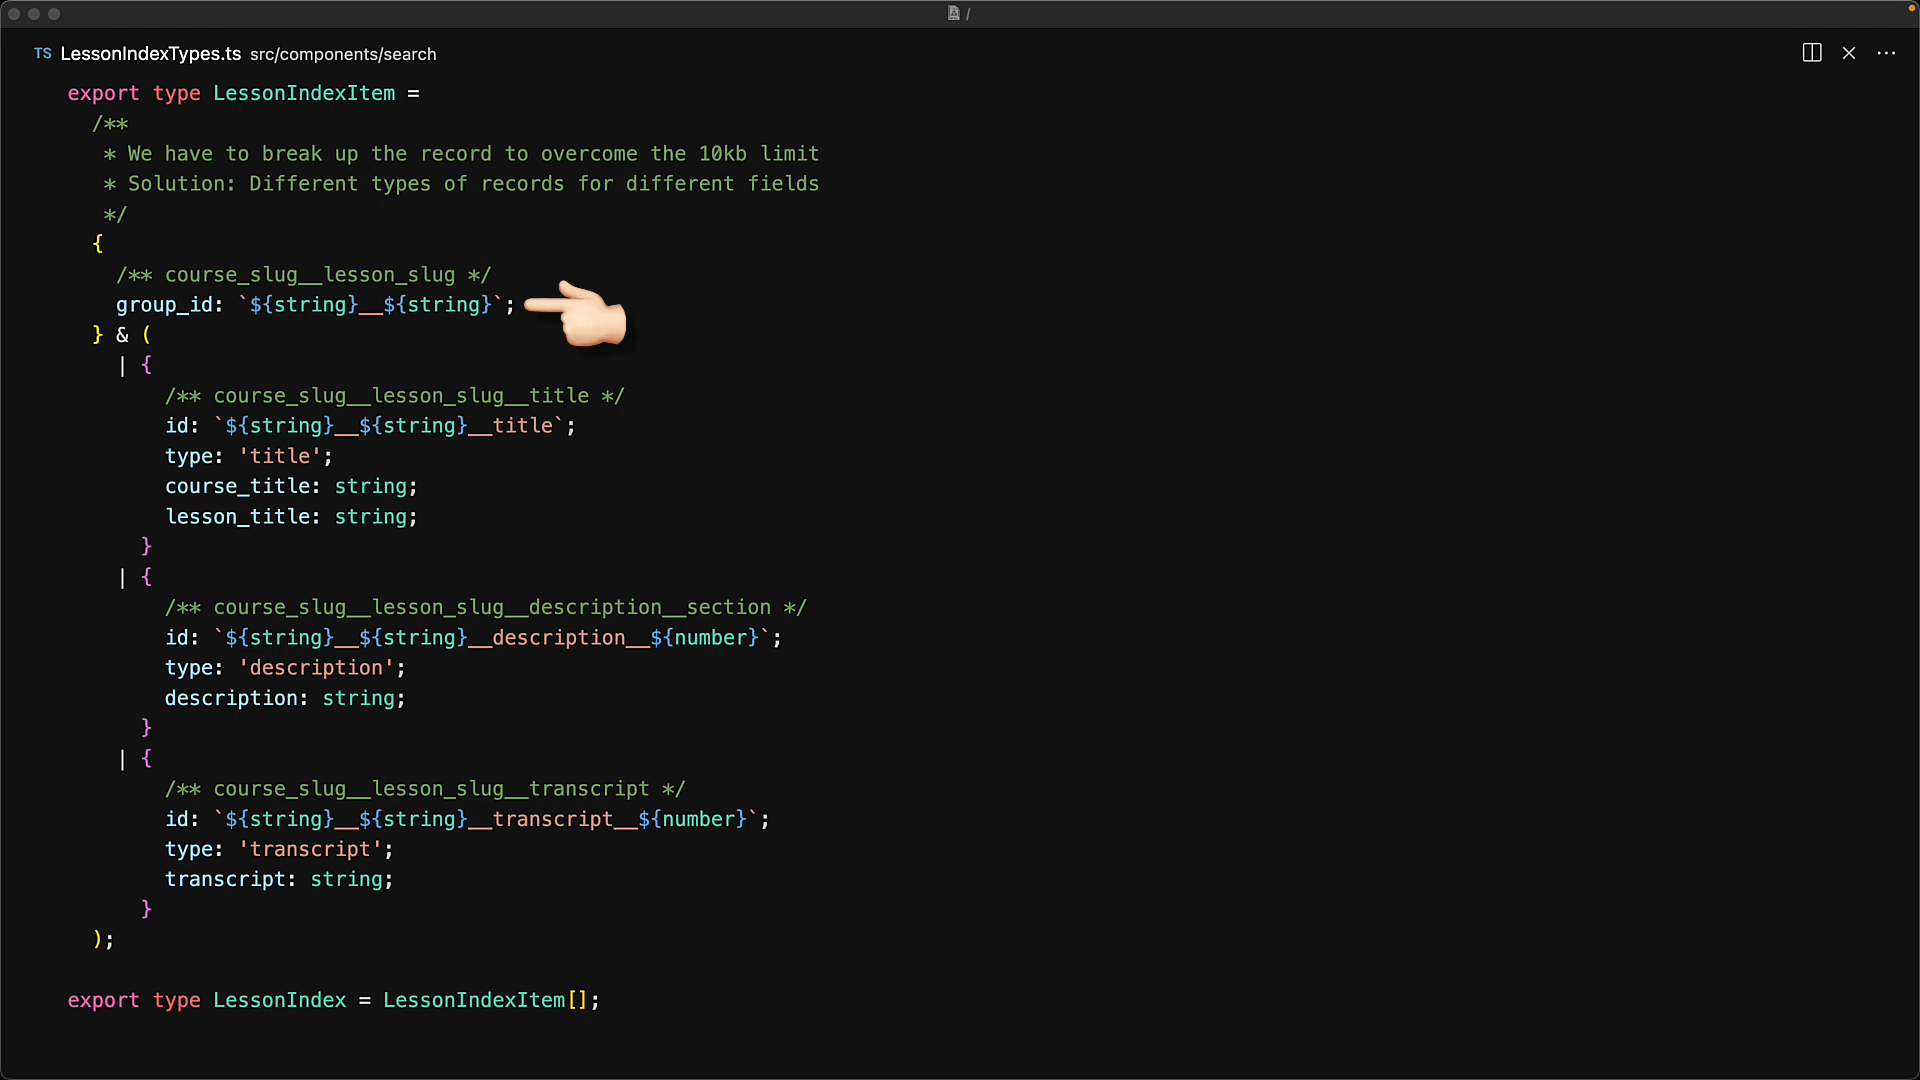 /
TS LessonIndexTypes.ts src/components/search
export type LessonIndexItem =
/**
* We have to break up the record to overcome the 10kb limit
* Solution: Different types of records for different fields
*/
{
/** course_slug__lesson_slug */
group_id: `${string}__${string}`;
} & (
| {
/** course_slug__lesson_slug__title */
id: `${string}__${string}__title`;
type: 'title';
course_title: string;
lesson_title: string;
}
| {
/** course_slug__lesson_slug__description__section */
id: `${string}__${string}__description__${number}`;
type: 'description';
description: string;
}
| {
/** course_slug__lesson_slug__transcript */
id: `${string}__${string}__transcript__${number}`;
type: 'transcript';
transcript: string;
}
);
export type LessonIndex = LessonIndexItem[];